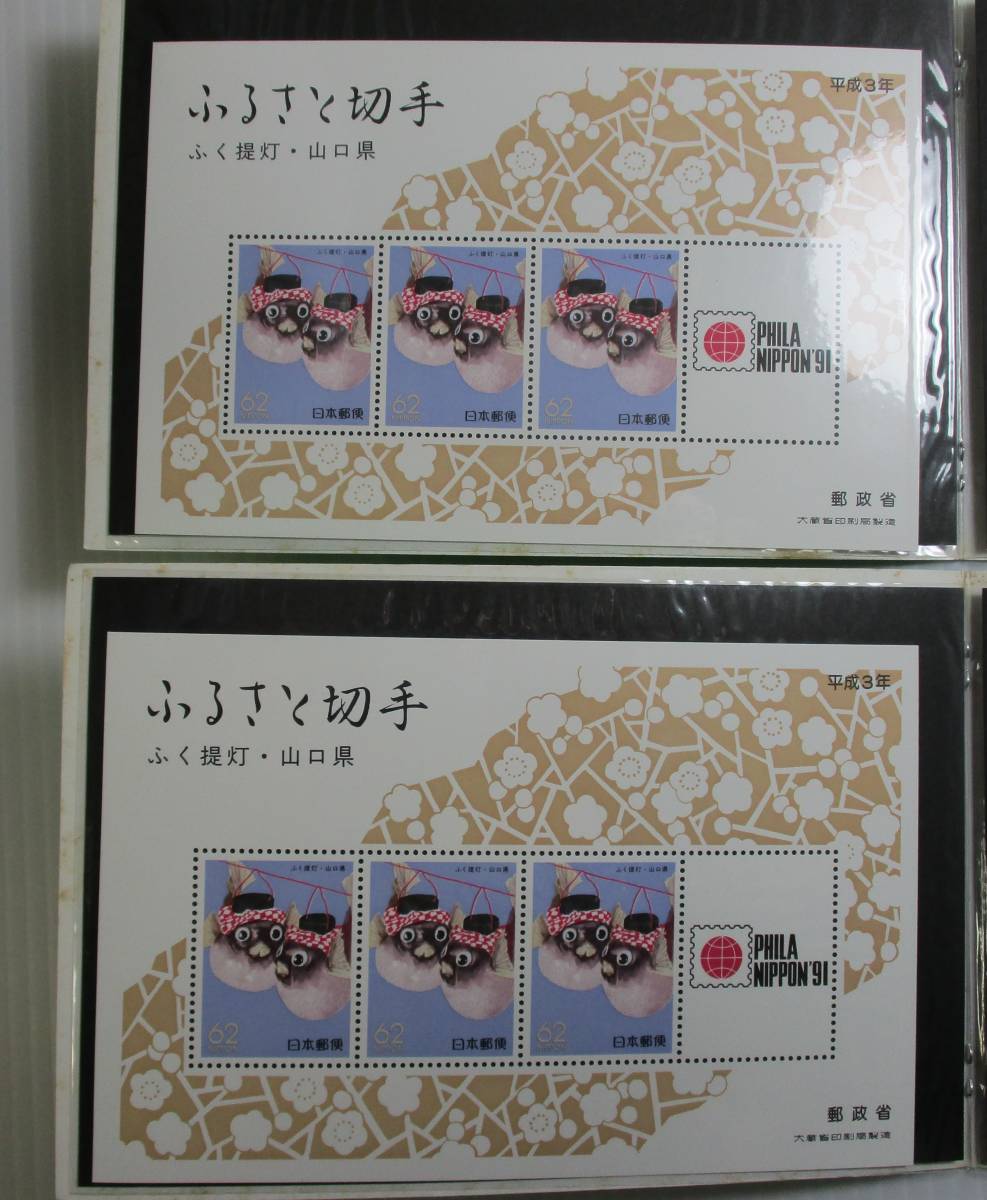 平成3年
ふるさと切手
ふく提灯・山口県
ふく提灯・山口県
ふく提灯・山口県
ふく提灯・山口県
PHILA
NIPPON'91
62
NIPPON
日本郵便
62
NIPPON
日本郵便
62
NIPPON
日本郵便
郵政省
大蔵省印刷局製造
平成3年
ふるさと切手
ふく提灯・山口県
ふく提灯・山口県
ふく提灯・山口県
ふく提灯・山口県
PHILA
NIPPON'91
62
NIPPON
日本郵便
62
NIPPON
日本郵便
62
NIPPON
日本郵便
郵政省
大蔵省印刷局製造